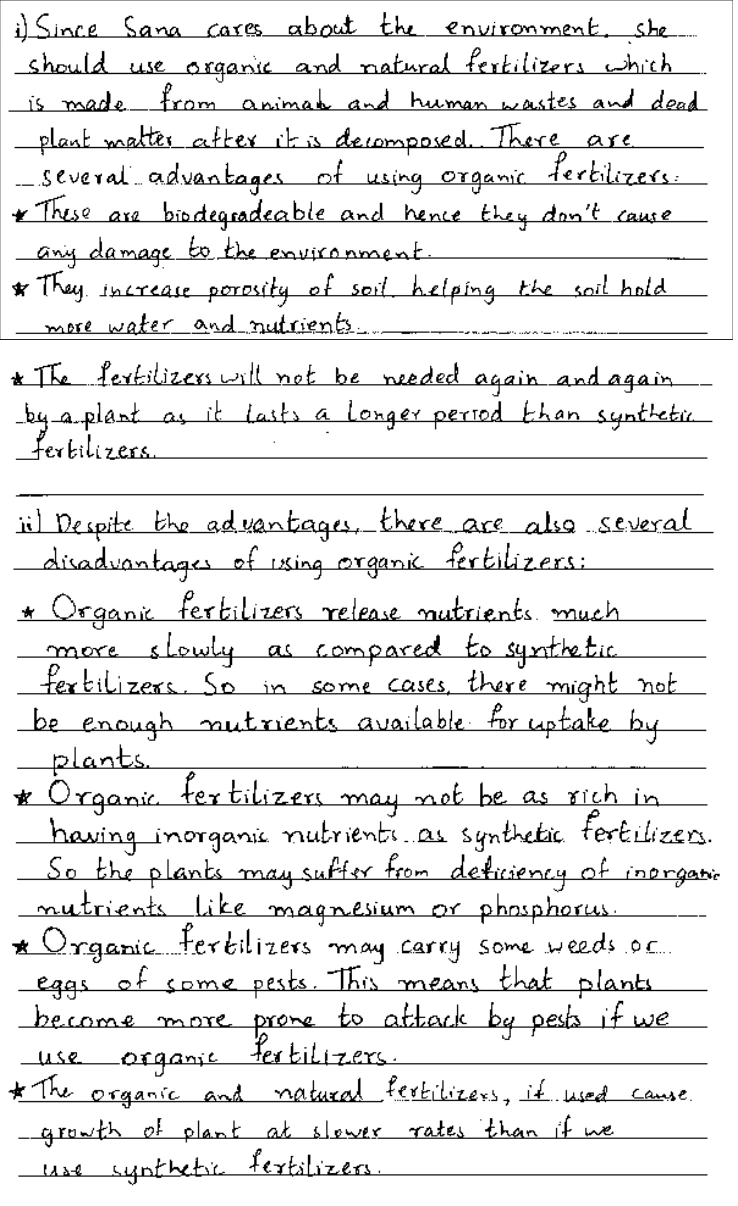 i) Since Sana cares about the environment, she
should use organic and natural fertilizers which
is made from animals and human wastes and dead
plant matter after it is decomposed. There are
several advantages of using organic fertilizers:
★ These are biodegradeable and hence they don't cause
any damage to the environment.
★ They increase porosity of soil helping the soil hold
more water and nutrients.
★ The fertilizers will not be needed again and again
by a plant as it lasts a longer period than synthetic
fertilizers.
ii) Despite the advantages, there are also several
disadvantages of using organic fertilizers:
★ Organic fertilizers release nutrients much
more slowly as compared to synthetic
fertilizers. So in some cases, there might not
be enough nutrients available for uptake by
plants.
★ Organic fertilizers may not be as rich in
having inorganic nutrients as synthetic fertilizers.
So the plants may suffer from deficiency of inorganic
nutrients like magnesium or phosphorus.
★ Organic fertilizers may carry some weeds or
eggs of some pests. This means that plants
become more prone to attack by pests if we
use organic fertilizers.
★ The organic and natural fertilizers, if used cause
growth of plant at slower rates than if we
use synthetic fertilizers.